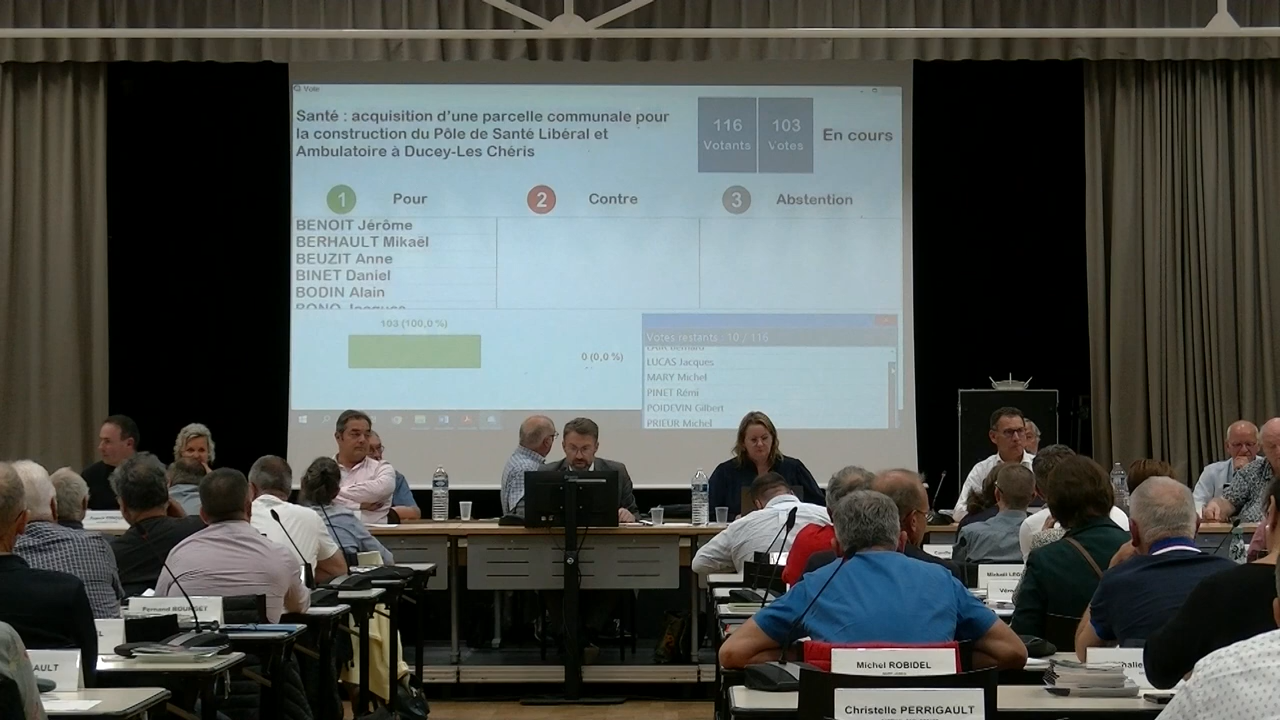 Vote
Santé : acquisition d'une parcelle communale pour
la construction du Pôle de Santé Libéral et
Ambulatoire à Ducey-Les Chéris
116
Votants
103
Votes
En cours
1 Pour
2 Contre
3 Abstention
BENOIT Jérôme
BERHAULT Mikaël
BEUZIT Anne
BINET Daniel
BODIN Alain
BONO Jacques
103 (100,0 %)
0 (0,0 %)
Votes restants : 10 / 116
LUCAS Jacques
MARY Michel
PINET Rémi
POIDEVIN Gilbert
PRIEUR Michel
Michel ROBIDEL
Christelle PERRIGAULT